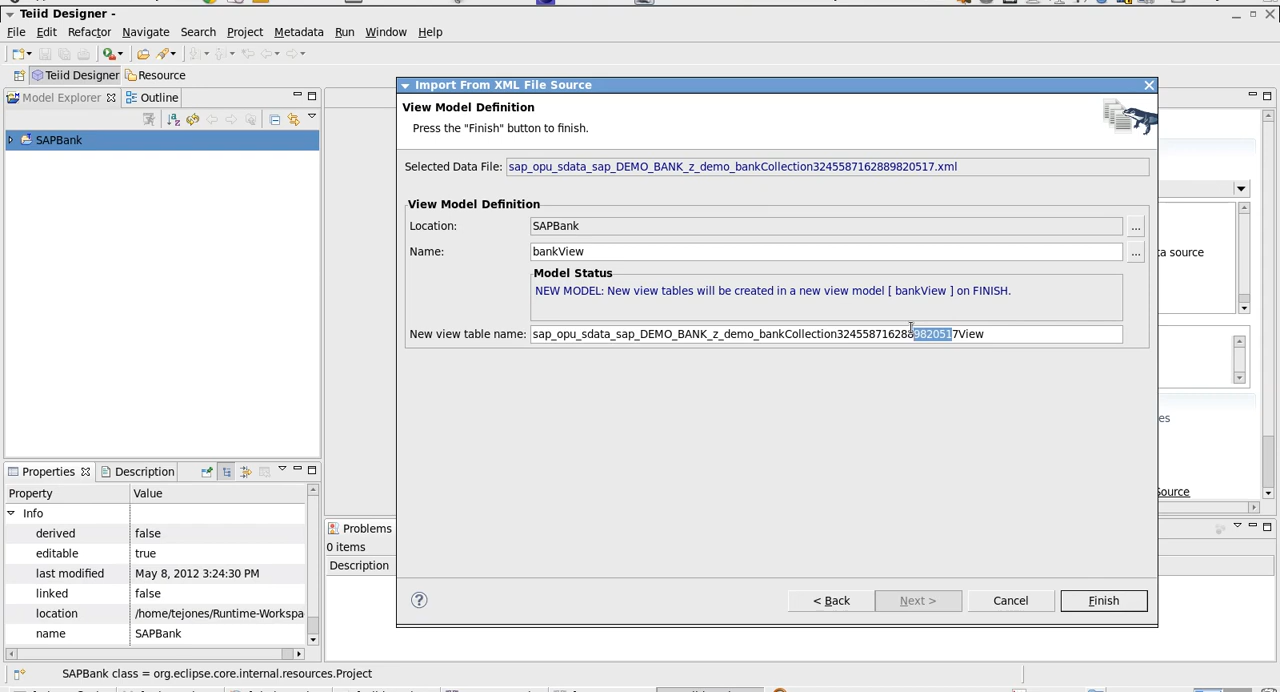 Teiid Designer -
File Edit Refactor Navigate Search Project Metadata Run Window Help
Teiid Designer Resource
Model Explorer Outline
SAPBank
Import From XML File Source
View Model Definition
Press the "Finish" button to finish.
Selected Data File: sap_opu_sdata_sap_DEMO_BANK_z_demo_bankCollection3245587162889820517.xml
View Model Definition
Location: SAPBank ...
Name: bankView ...
Model Status
NEW MODEL: New view tables will be created in a new view model [ bankView ] on FINISH.
New view table name: sap_opu_sdata_sap_DEMO_BANK_z_demo_bankCollection3245587162889820517View
a source
es
Source
Properties Description
Property Value
Info
derived false
editable true
last modified May 8, 2012 3:24:30 PM
linked false
location /home/tejones/Runtime-Workspa
name SAPBank
Problems
0 items
Description
? < Back Next > Cancel Finish
SAPBank class = org.eclipse.core.internal.resources.Project